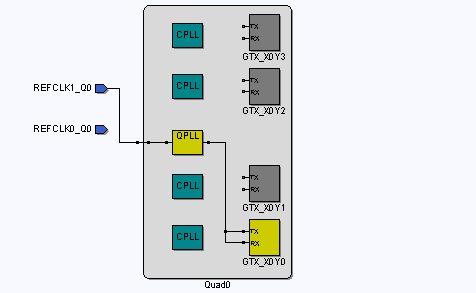 CPLL
TX
RX
GTX_X0Y3
REFCLK1_Q0
CPLL
TX
RX
GTX_X0Y2
REFCLK0_Q0
QPLL
CPLL
TX
RX
GTX_X0Y1
CPLL
TX
RX
GTX_X0Y0
Quad0